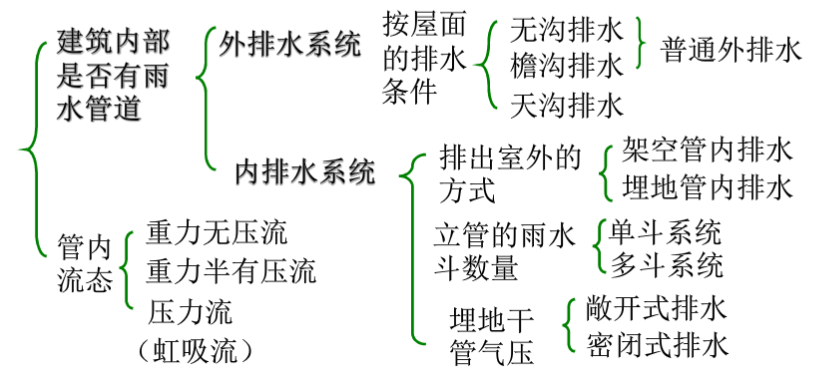 建筑内部
是否有雨
水管道
外排水系统
按屋面
的排水
条件
无沟排水
檐沟排水
普通外排水
天沟排水
内排水系统
排出室外的
方式
架空管内排水
埋地管内排水
立管的雨水
斗数量
单斗系统
多斗系统
埋地干
管气压
敞开式排水
密闭式排水
管内
流态
重力无压流
重力半有压流
压力流
（虹吸流）